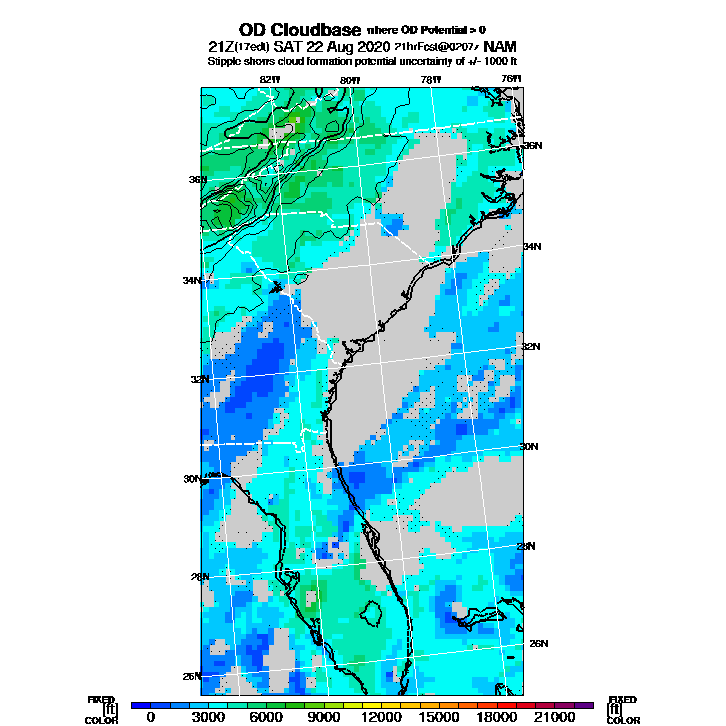 OD Cloudbase where OD Potential > 0
21Z(17edt) SAT 22 Aug 2020 21hrFcst@0207z NAM
Stipple shows cloud formation potential uncertainty of +/- 1000 ft
82W 80W 78W 76W
36N
36N
34N
34N
32N
32N
30N
30N
28N
28N
26N
26N
FIXED FIXED
[ft] [ft]
COLOR 0 3000 6000 9000 12000 15000 18000 21000 COLOR